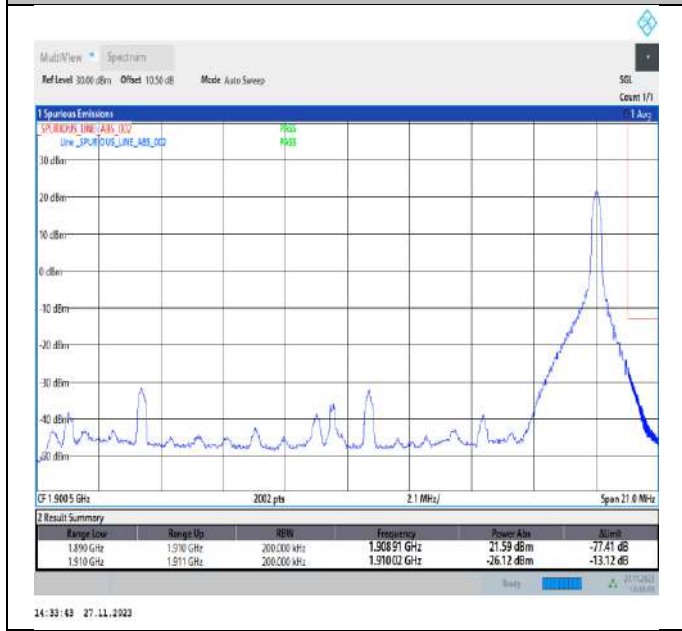 MultiView Spectrum
Ref Level 30.00 dBm Offset 10.50 dB Mode Auto Sweep SGL
Count 1/1
1 Spurious Emissions 1 Avg
_SPURIOUS_LINE_ABS_002 PASS
Line _SPURIOUS_LINE_ABS_002 PASS
30 dBm
20 dBm
10 dBm
0 dBm
-10 dBm
-20 dBm
-30 dBm
-40 dBm
-50 dBm
CF 1.9005 GHz 2002 pts 2.1 MHz/ Span 21.0 MHz
2 Result Summary
Range Low Range Up RBW Frequency Power Abs ΔLimit
1.890 GHz 1.910 GHz 200.000 kHz 1.90891 GHz 21.59 dBm -77.41 dB
1.910 GHz 1.911 GHz 200.000 kHz 1.91002 GHz -26.12 dBm -13.12 dB
Ready 27.11.2023
14:33:43 27.11.2023